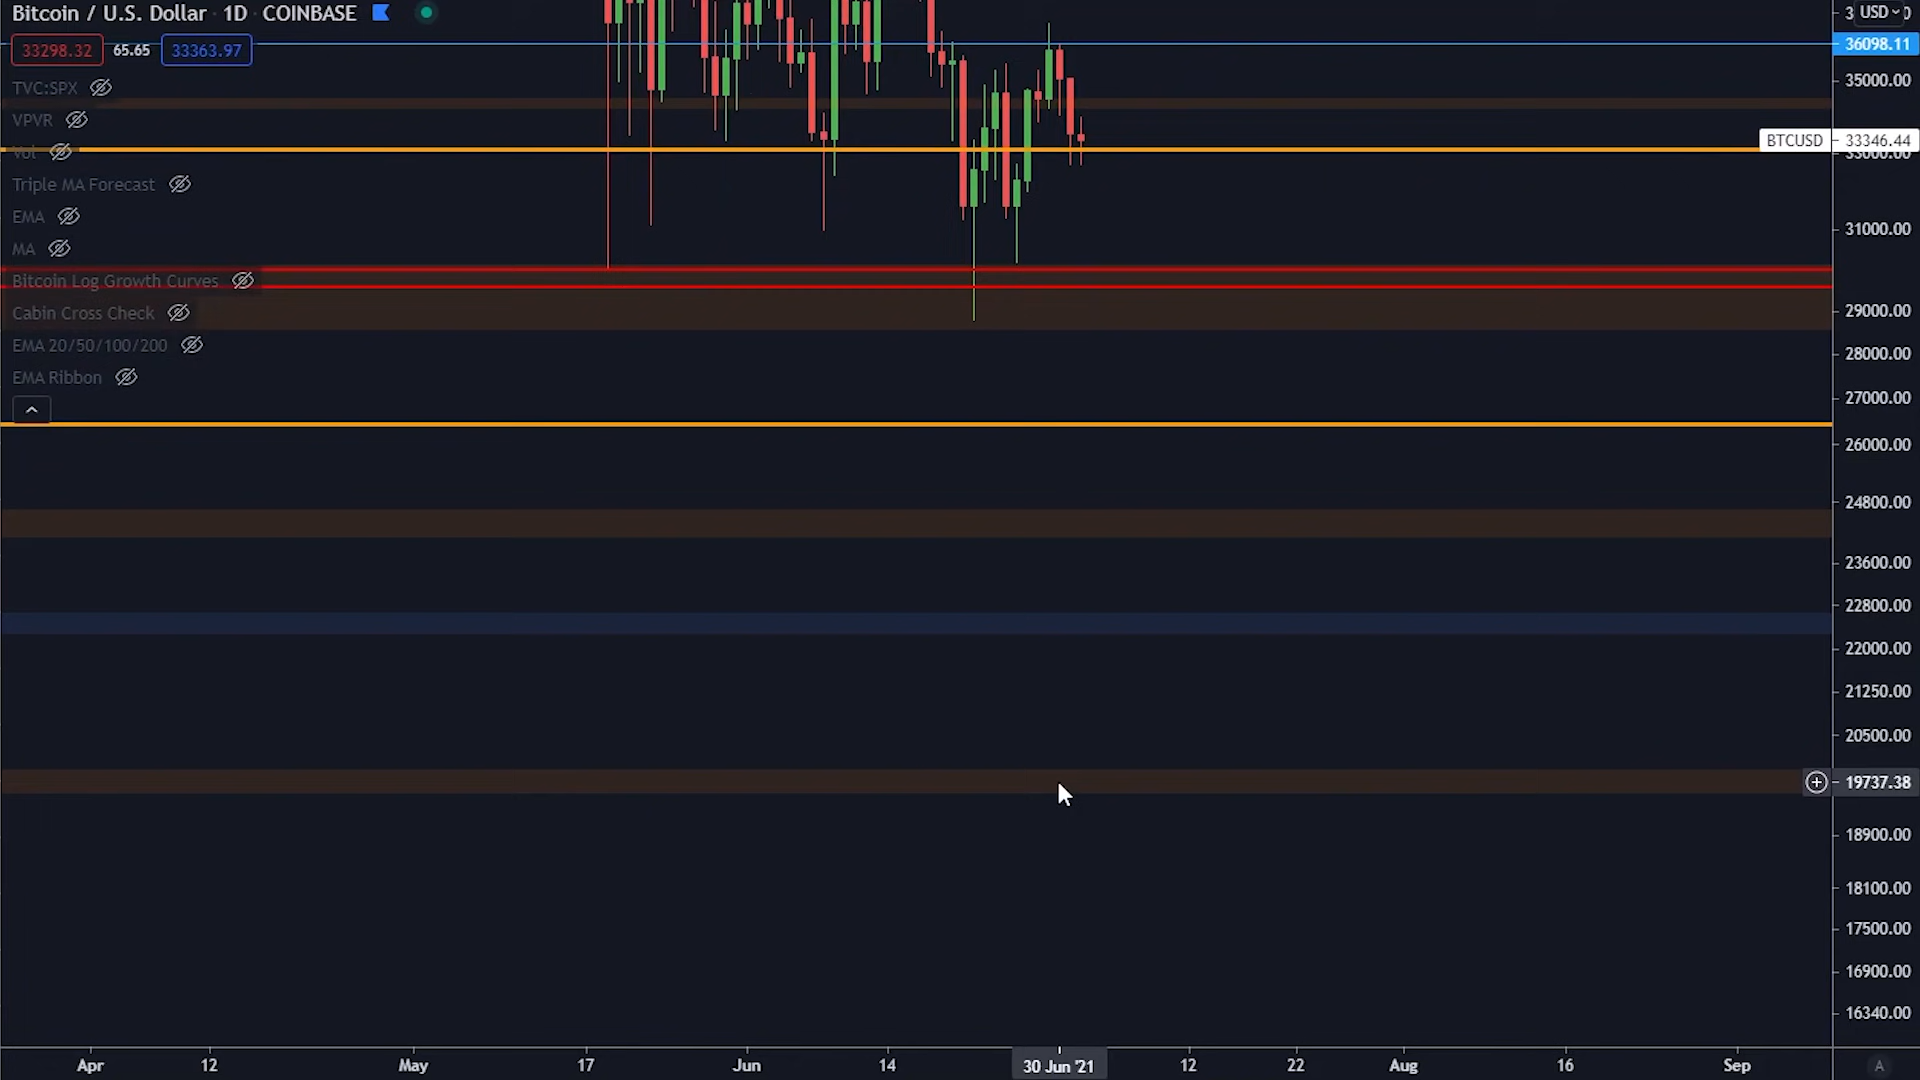 Bitcoin / U.S. Dollar · 1D · COINBASE
USD
33298.32 65.65 33363.97
36098.11
TVC:SPX
35000.00
VPVR
BTCUSD 33346.44
Vol
33000.00
Triple MA Forecast
EMA
31000.00
MA
Bitcoin Log Growth Curves
Cabin Cross Check
29000.00
EMA 20/50/100/200
28000.00
EMA Ribbon
27000.00
26000.00
24800.00
23600.00
22800.00
22000.00
21250.00
20500.00
19737.38
18900.00
18100.00
17500.00
16900.00
16340.00
Apr 12 May 17 Jun 14 30 Jun '21 12 22 Aug 16 Sep A